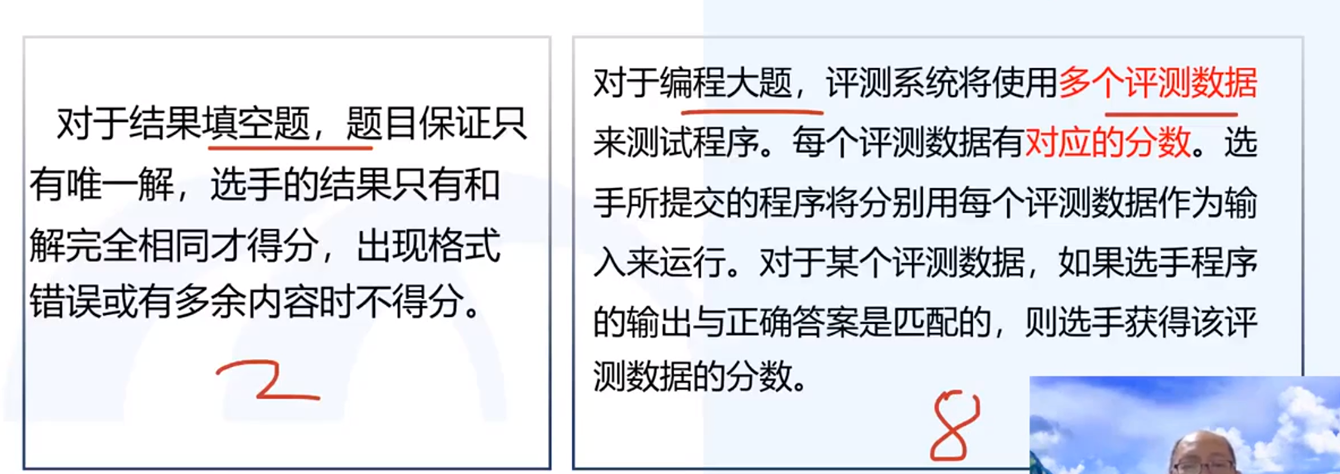 对于结果填空题，题目保证只
有唯一解，选手的结果只有和
解完全相同才得分，出现格式
错误或有多余内容时不得分。
2
对于编程大题，评测系统将使用多个评测数据
来测试程序。每个评测数据有对应的分数。选
手所提交的程序将分别用每个评测数据作为输
入来运行。对于某个评测数据，如果选手程序
的输出与正确答案是匹配的，则选手获得该评
测数据的分数。
8